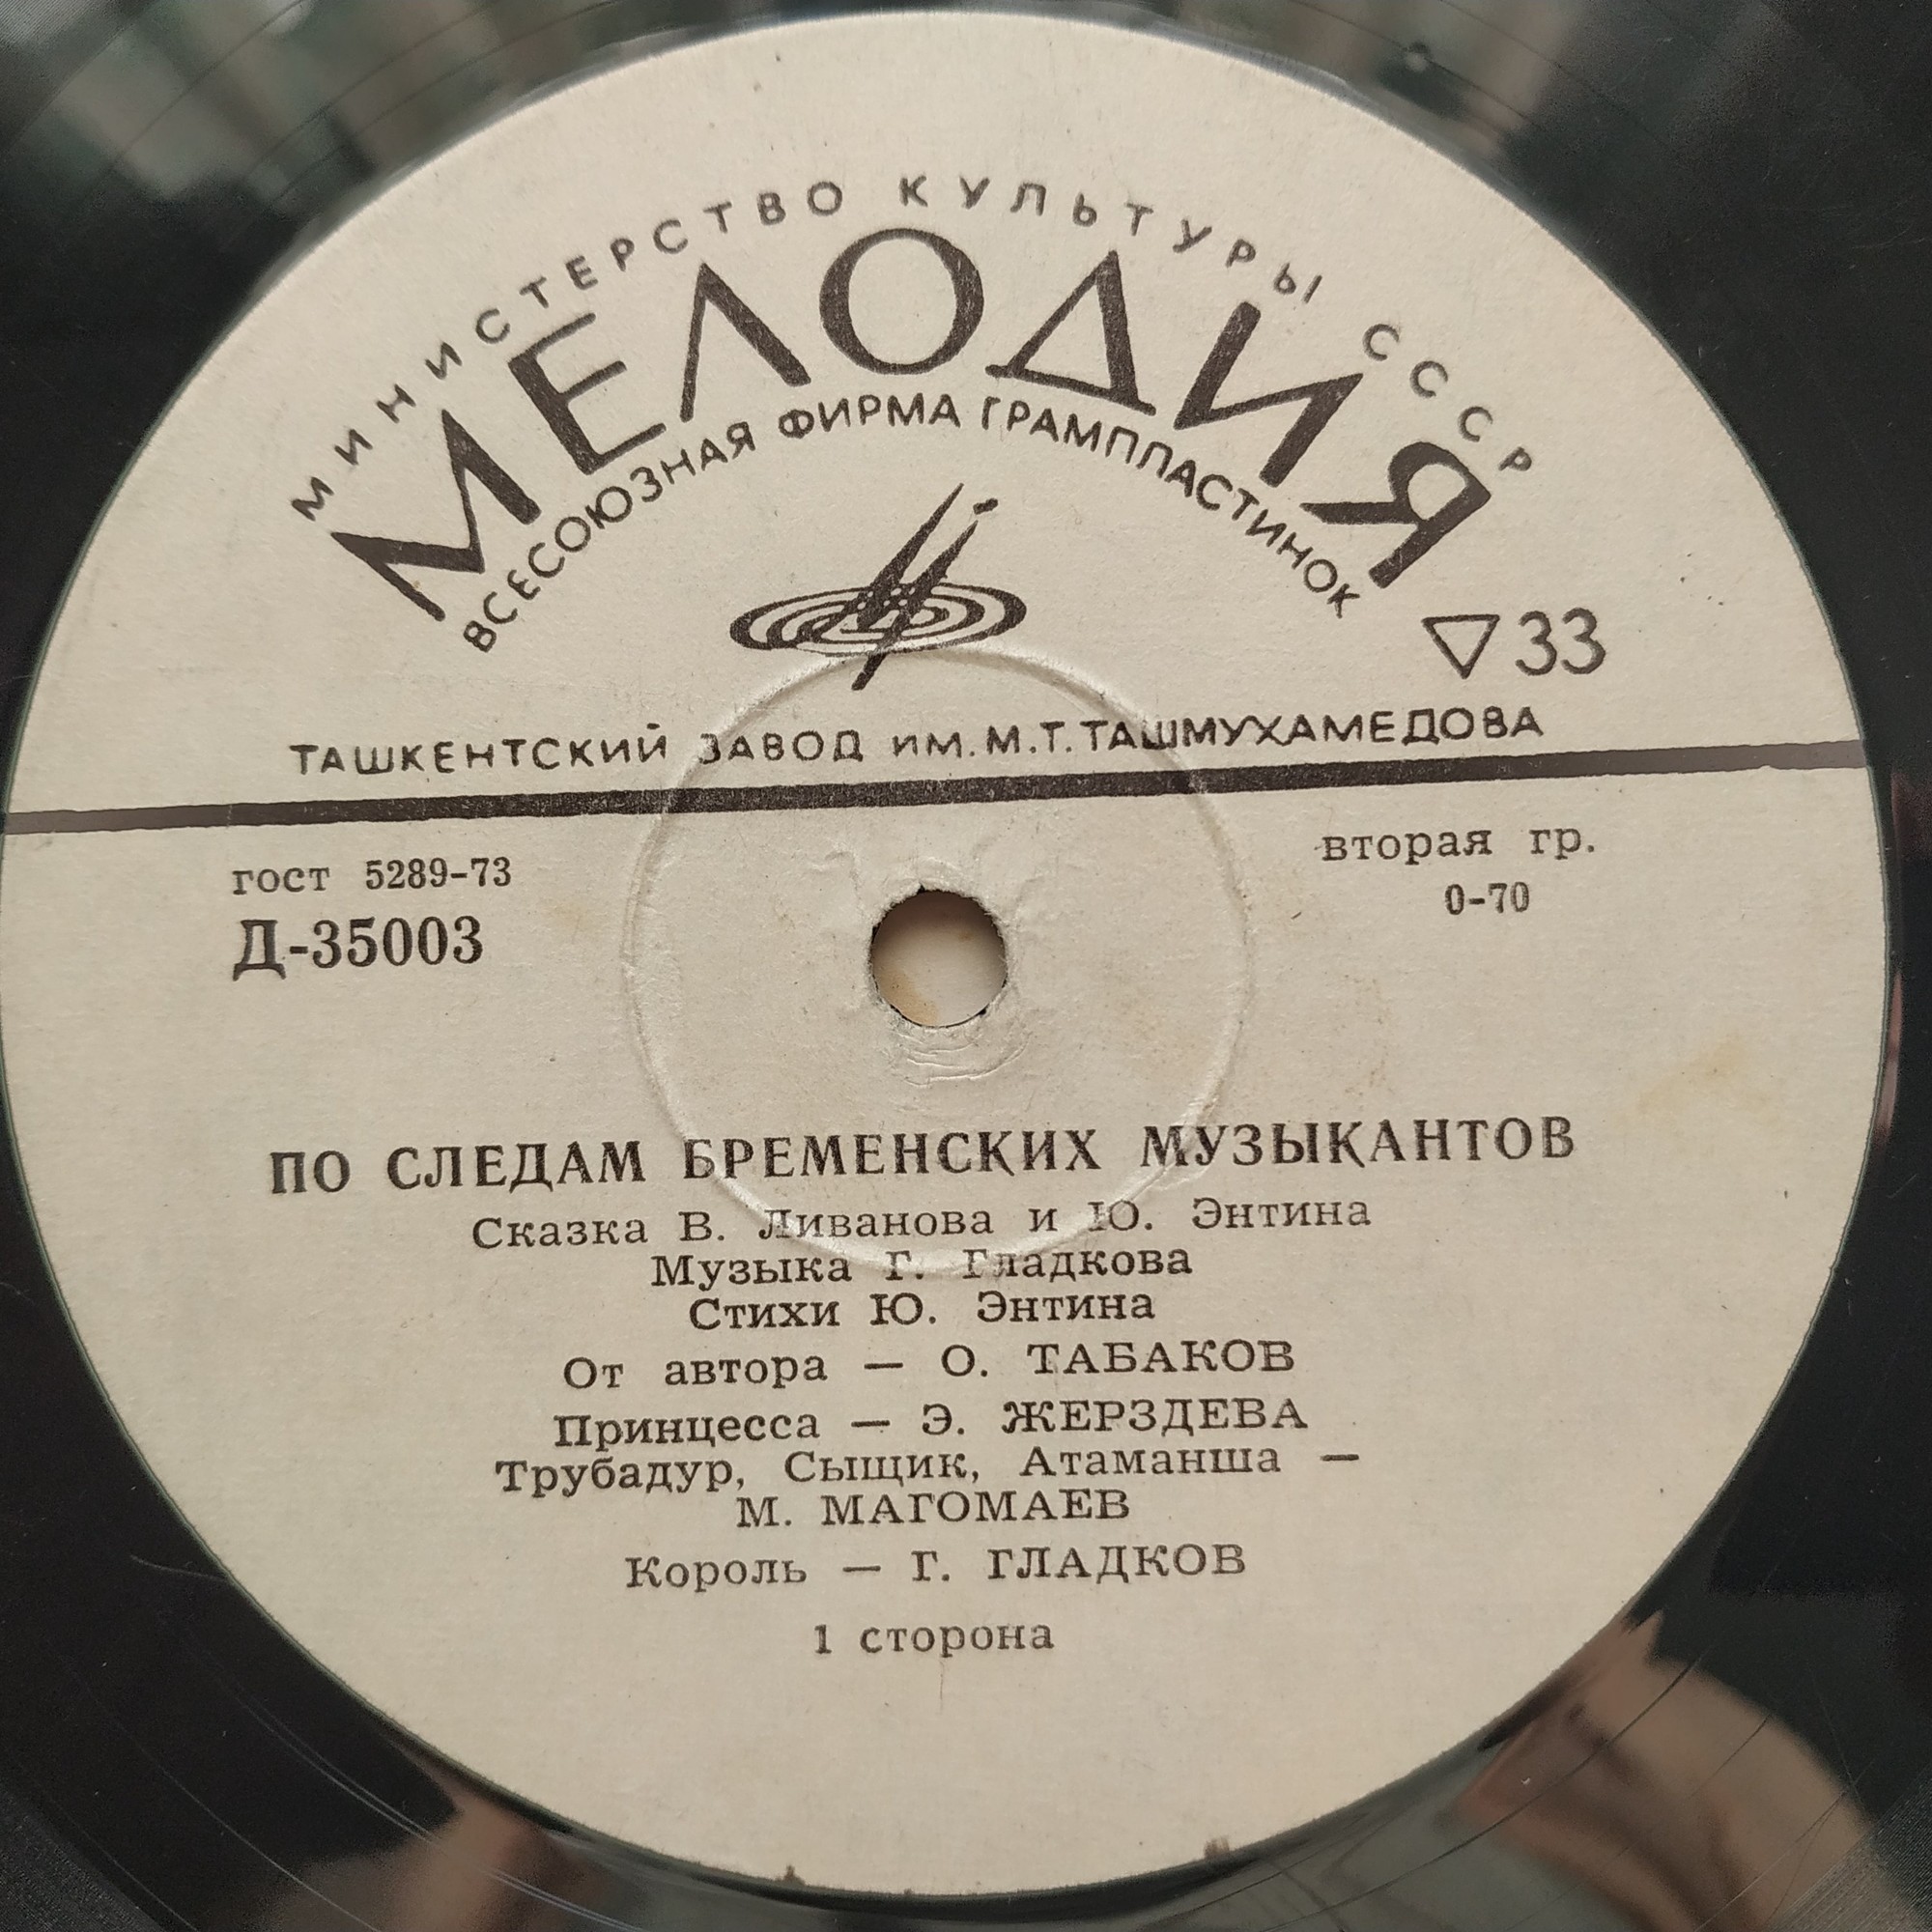 МИНИСТЕРСТВО КУЛЬТУРЫ СССР
МЕЛОДИЯ
ВСЕСОЮЗНАЯ ФИРМА ГРАМПЛАСТИНОК
▽33
ТАШКЕНТСКИЙ ЗАВОД ИМ. М.Т. ТАШМУХАМЕДОВА
гост 5289-73
вторая гр.
Д-35003
0-70
ПО СЛЕДАМ БРЕМЕНСКИХ МУЗЫКАНТОВ
Сказка В. Ливанова и Ю. Энтина
Музыка Г. Гладкова
Стихи Ю. Энтина
От автора — О. ТАБАКОВ
Принцесса — Э. ЖЕРЗДЕВА
Трубадур, Сыщик, Атаманша —
М. МАГОМАЕВ
Король — Г. ГЛАДКОВ
1 сторона